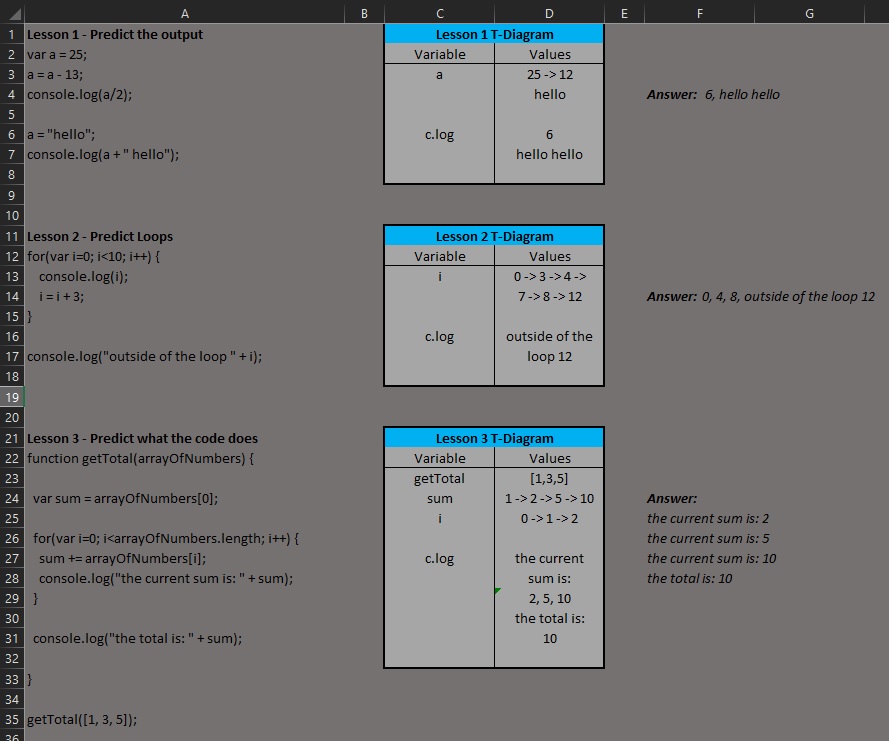 A B C D E F G
1 Lesson 1 - Predict the output Lesson 1 T-Diagram
2 var a = 25; Variable Values
3 a = a - 13; a 25 -> 12
4 console.log(a/2); hello Answer: 6, hello hello
5
6 a = "hello"; c.log 6
7 console.log(a + " hello"); hello hello
8
9
10
11 Lesson 2 - Predict Loops Lesson 2 T-Diagram
12 for(var i=0; i<10; i++) { Variable Values
13 console.log(i); i 0 -> 3 -> 4 ->
14 i = i + 3; 7 -> 8 -> 12 Answer: 0, 4, 8, outside of the loop 12
15 }
16 c.log outside of the
17 console.log("outside of the loop " + i); loop 12
18
19
20
21 Lesson 3 - Predict what the code does Lesson 3 T-Diagram
22 function getTotal(arrayOfNumbers) { Variable Values
23 getTotal [1,3,5]
24 var sum = arrayOfNumbers[0]; sum 1 -> 2 -> 5 -> 10 Answer:
25 i 0 -> 1 -> 2 the current sum is: 2
26 for(var i=0; i<arrayOfNumbers.length; i++) { the current sum is: 5
27 sum += arrayOfNumbers[i]; c.log the current the current sum is: 10
28 console.log("the current sum is: " + sum); sum is: the total is: 10
29 } 2, 5, 10
30 the total is:
31 console.log("the total is: " + sum); 10
32
33 }
34
35 getTotal([1, 3, 5]);
36